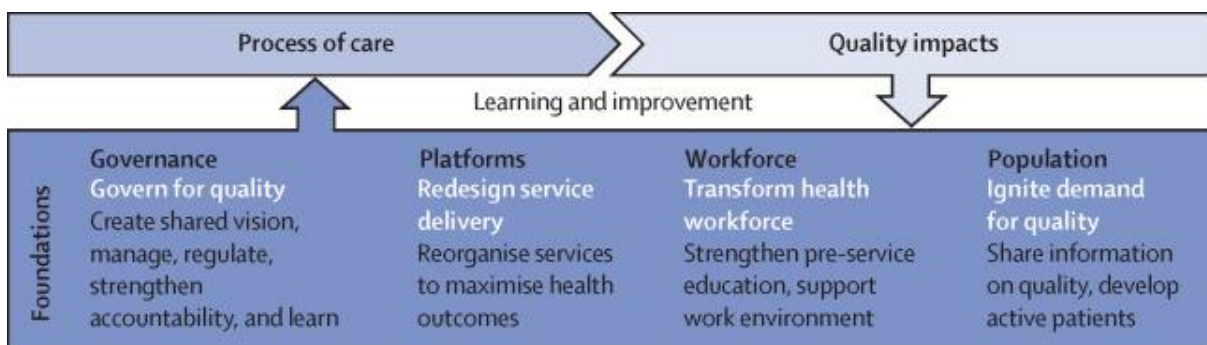 Process of care
Quality impacts
Learning and improvement
Foundations
Governance
Govern for quality
Create shared vision,
manage, regulate,
strengthen
accountability, and learn
Platforms
Redesign service
delivery
Reorganise services
to maximise health
outcomes
Workforce
Transform health
workforce
Strengthen pre-service
education, support
work environment
Population
Ignite demand
for quality
Share information
on quality, develop
active patients